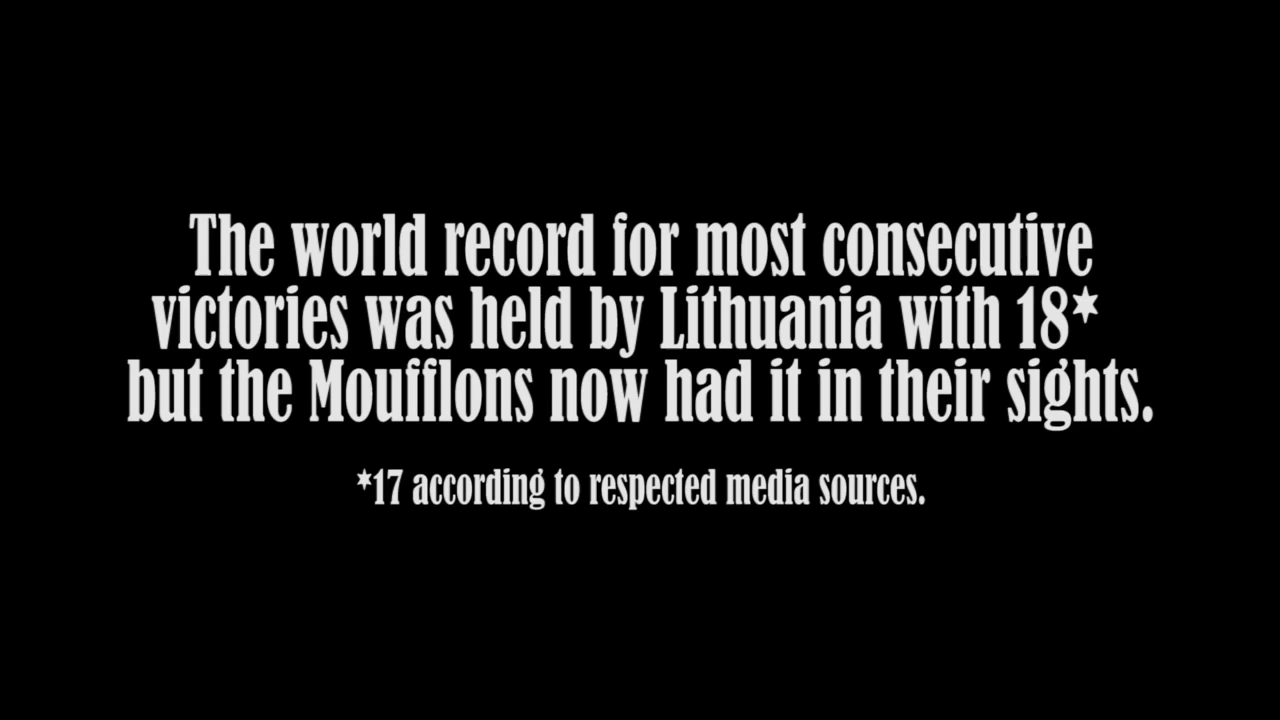 The world record for most consecutive
victories was held by Lithuania with 18*
but the Moufflons now had it in their sights.
*17 according to respected media sources.